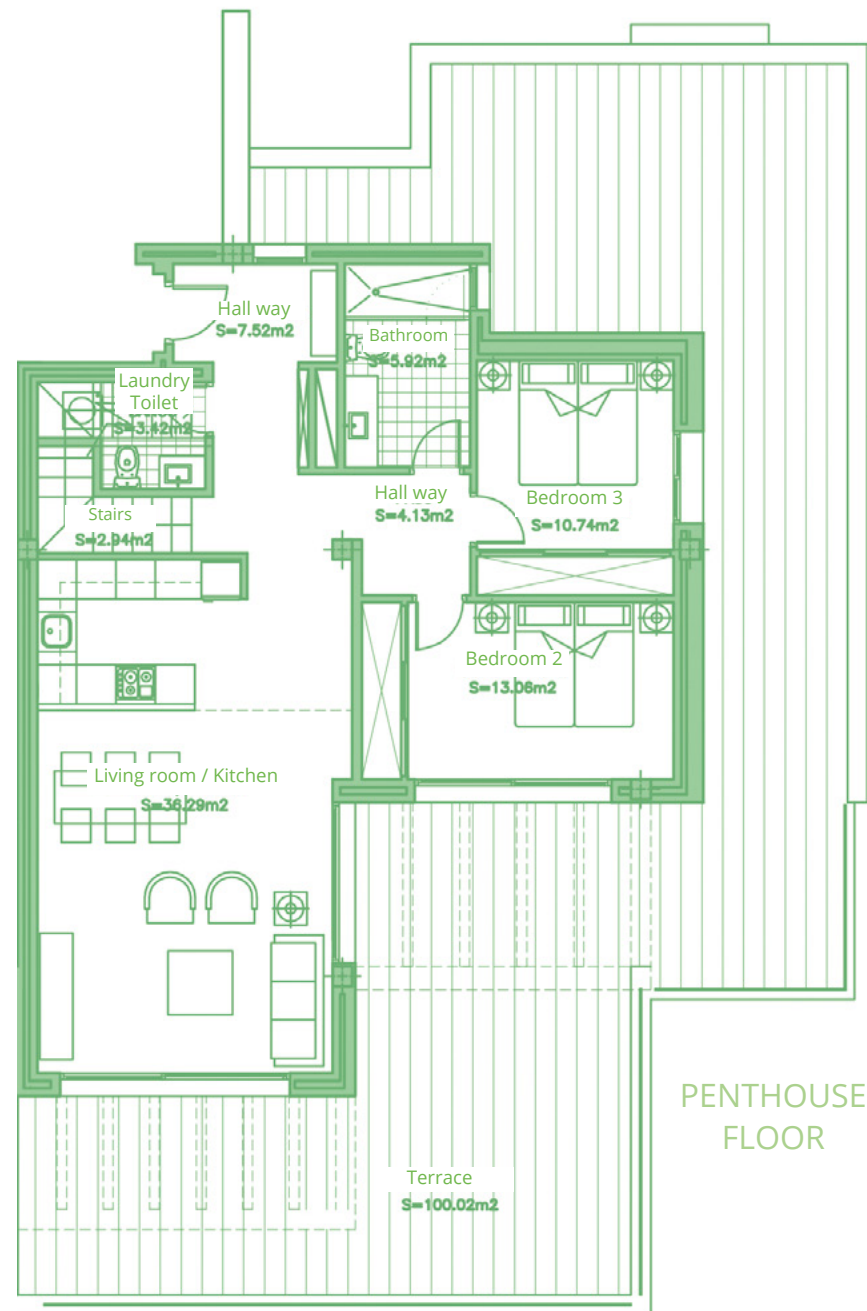 Hall way
S=7.52m2
Bathroom
S=5.92m2
Laundry
Toilet
S=3.42m2
Hall way
S=4.13m2
Bedroom 3
S=10.74m2
Stairs
S=2.94m2
Bedroom 2
S=13.06m2
Living room / Kitchen
S=36.29m2
PENTHOUSE
FLOOR
Terrace
S=100.02m2